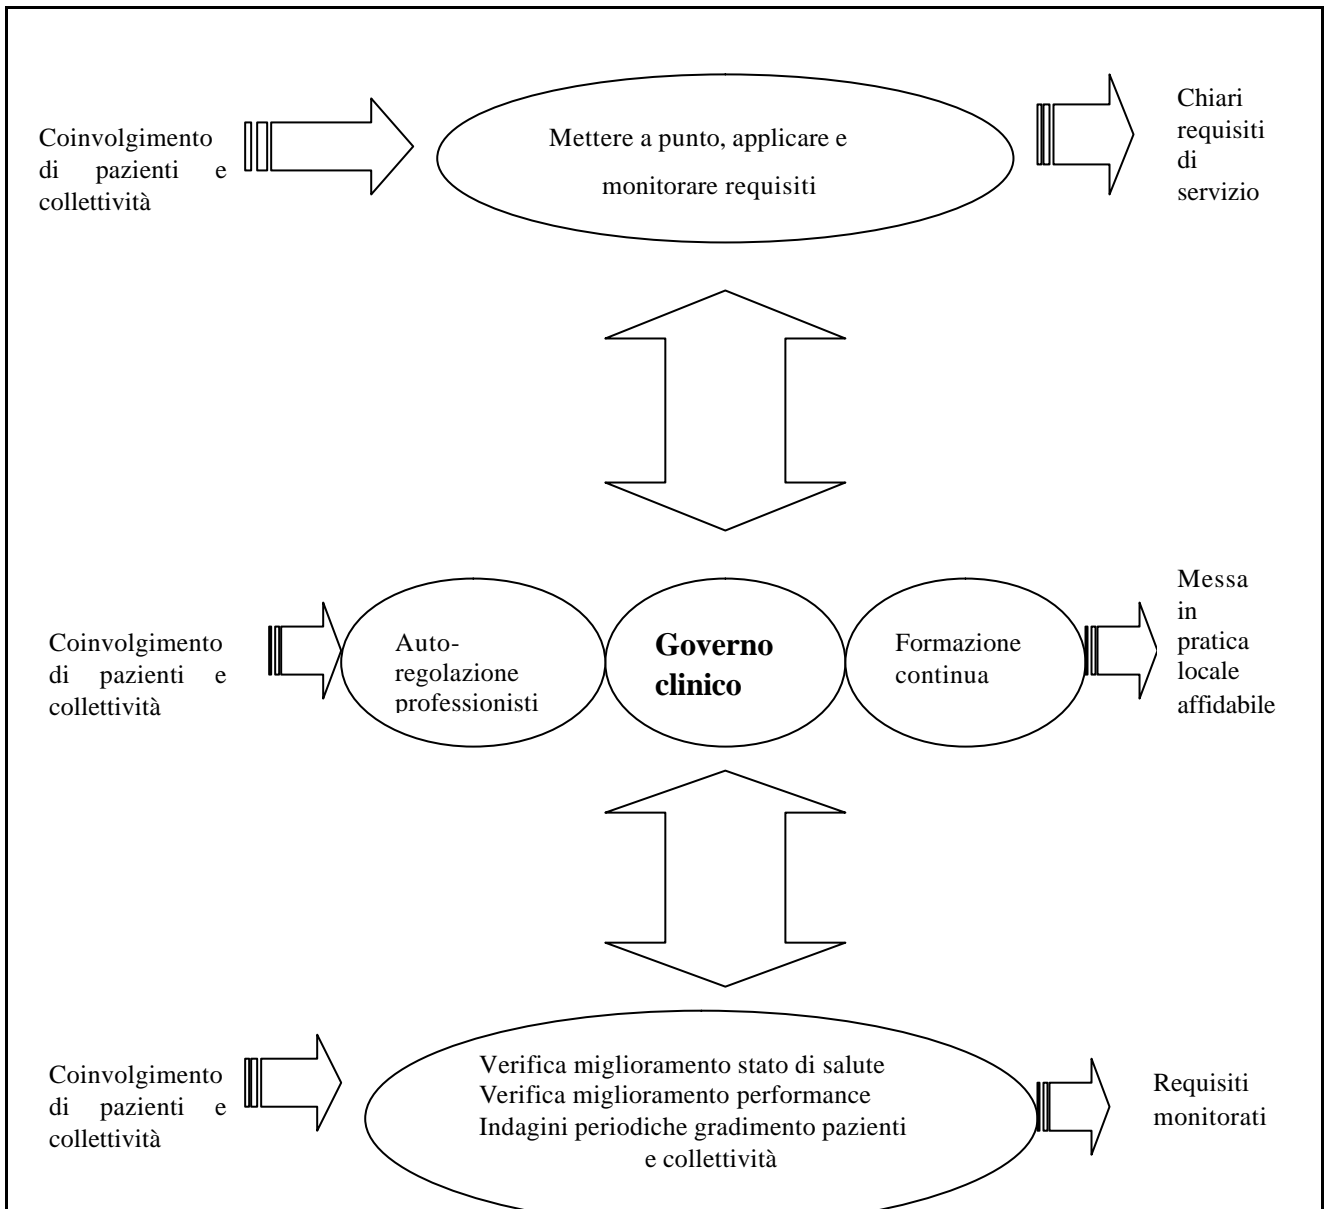 Coinvolgimento
di pazienti e
collettività
Mettere a punto, applicare e
monitorare requisiti
Chiari
requisiti
di
servizio
Coinvolgimento
di pazienti e
collettività
Auto-
regolazione
professionisti
Governo
clinico
Formazione
continua
Messa
in
pratica
locale
affidabile
Coinvolgimento
di pazienti e
collettività
Verifica miglioramento stato di salute
Verifica miglioramento performance
Indagini periodiche gradimento pazienti
e collettività
Requisiti
monitorati